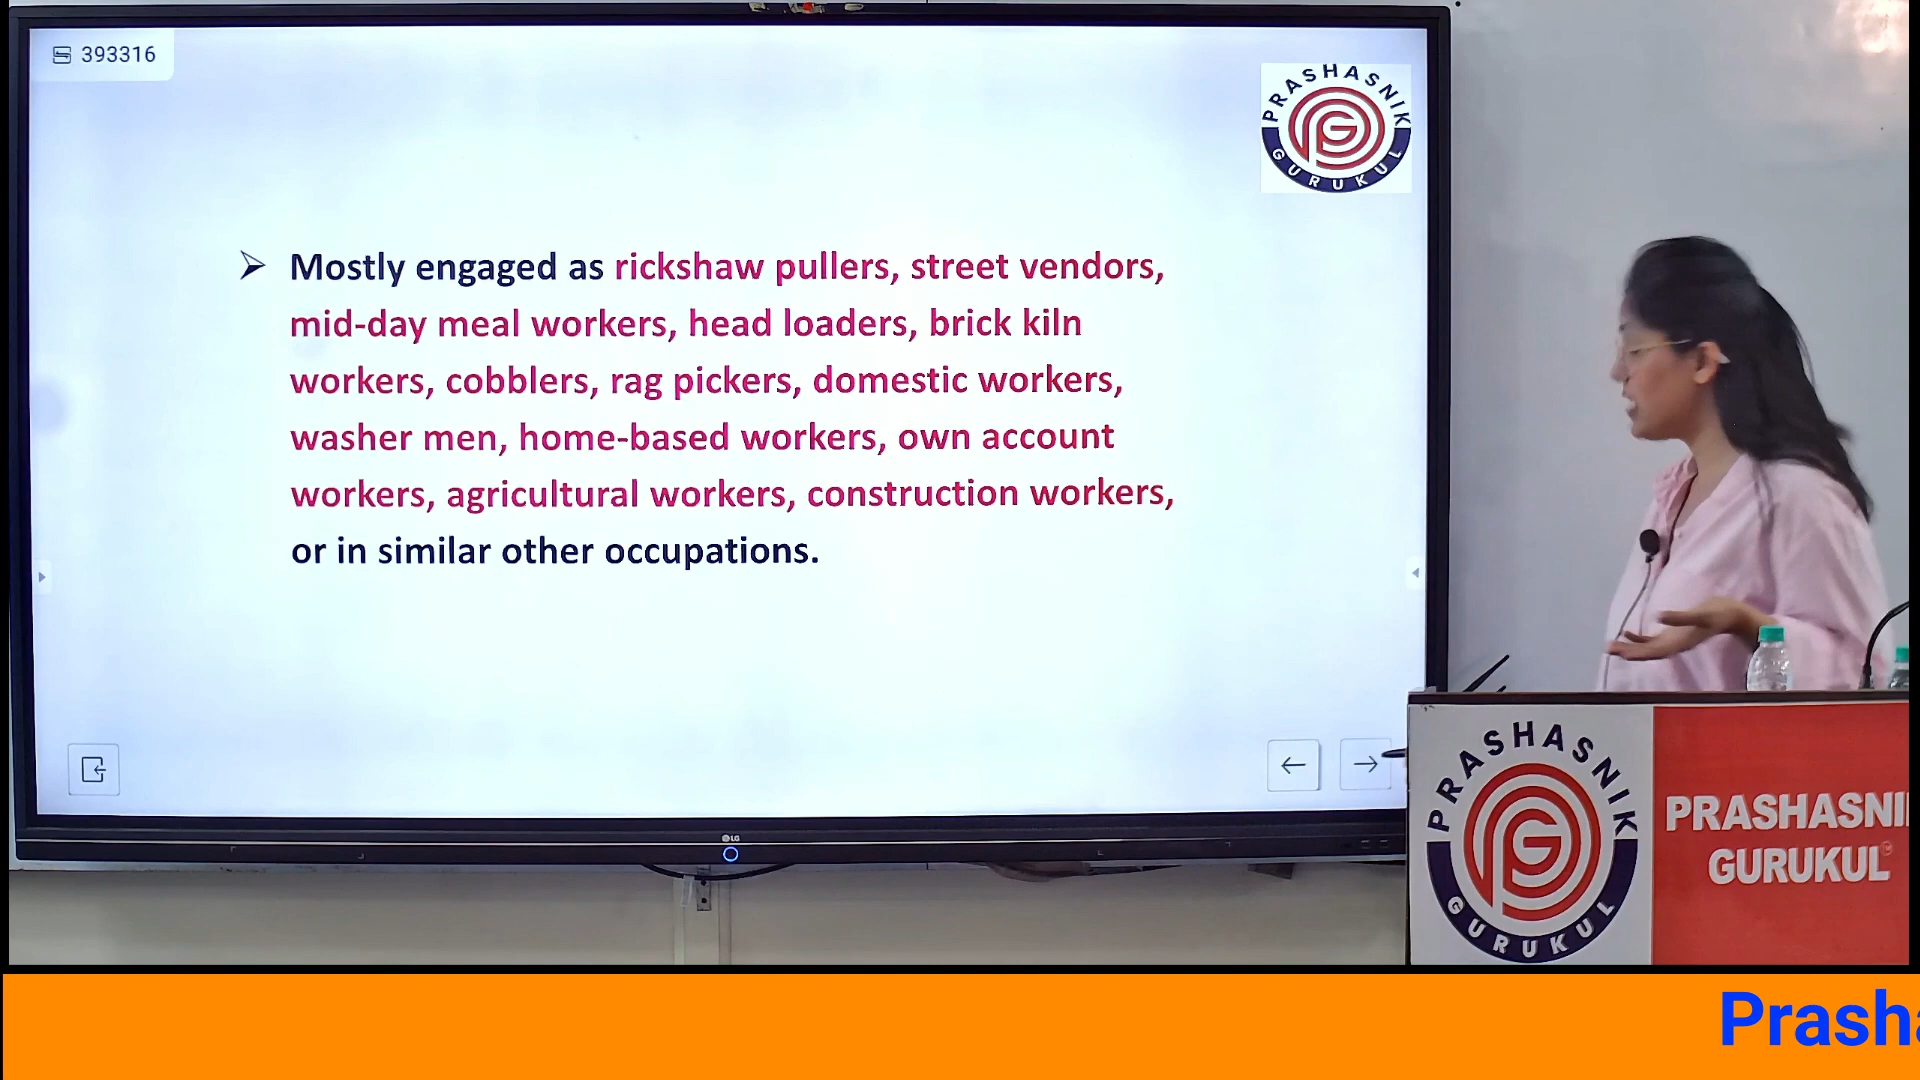 393316
PRASHASNIK
GURUKUL
Mostly engaged as rickshaw pullers, street vendors,
mid-day meal workers, head loaders, brick kiln
workers, cobblers, rag pickers, domestic workers,
washer men, home-based workers, own account
workers, agricultural workers, construction workers,
or in similar other occupations.
LG
PRASHASNIK
GURUKUL
PRASHASNI
GURUKUL
Prasha